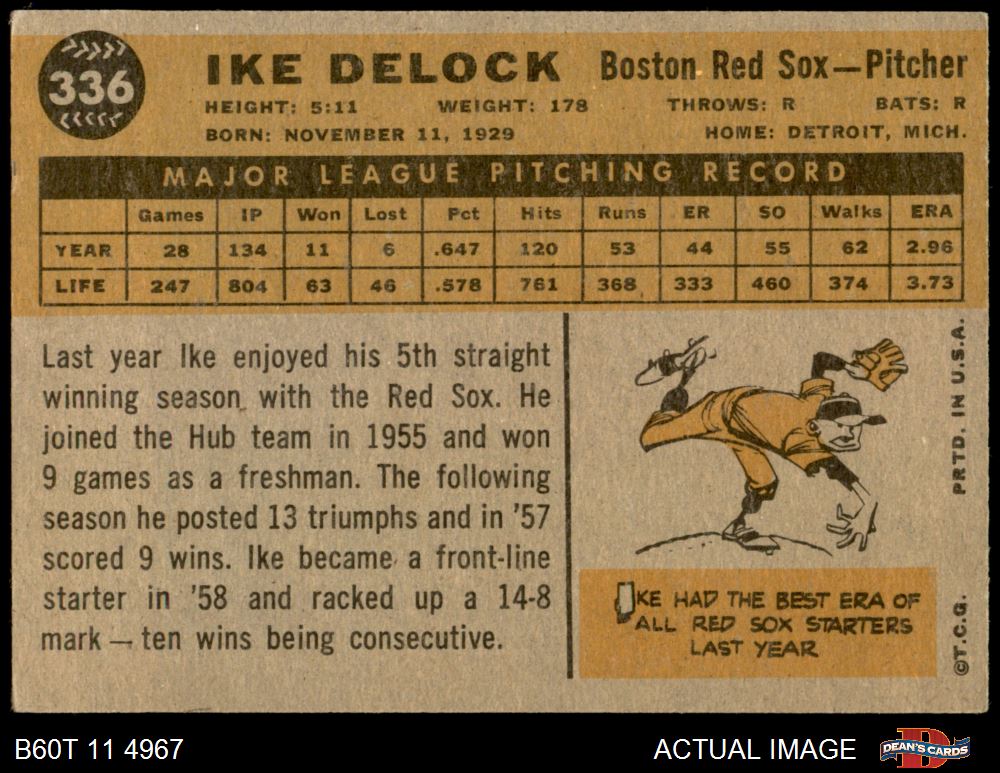 336
IKE DELOCK Boston Red Sox—Pitcher
HEIGHT: 5:11 WEIGHT: 178 THROWS: R BATS: R
BORN: NOVEMBER 11, 1929 HOME: DETROIT, MICH.
MAJOR LEAGUE PITCHING RECORD
Games IP Won Lost Pct Hits Runs ER SO Walks ERA
YEAR 28 134 11 6 .647 120 53 44 55 62 2.96
LIFE 247 804 63 46 .578 761 368 333 460 374 3.73
Last year Ike enjoyed his 5th straight
winning season with the Red Sox. He
joined the Hub team in 1955 and won
9 games as a freshman. The following
season he posted 13 triumphs and in '57
scored 9 wins. Ike became a front-line
starter in '58 and racked up a 14-8
mark — ten wins being consecutive.
IKE HAD THE BEST ERA OF
ALL RED SOX STARTERS
LAST YEAR
©T.C.G. PRTD. IN U.S.A.
B60T 11 4967 ACTUAL IMAGE DEAN'S CARDS